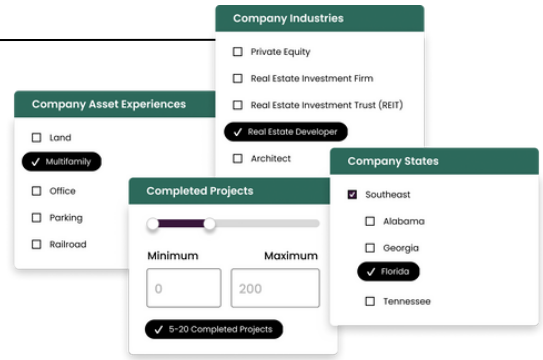 Company Industries
Private Equity
Real Estate Investment Firm
Real Estate Investment Trust (REIT)
Real Estate Developer
Architect
Company Asset Experiences
Land
Multifamily
Office
Parking
Railroad
Completed Projects
Minimum Maximum
0 200
5-20 Completed Projects
Company States
Southeast
Alabama
Georgia
Florida
Tennessee